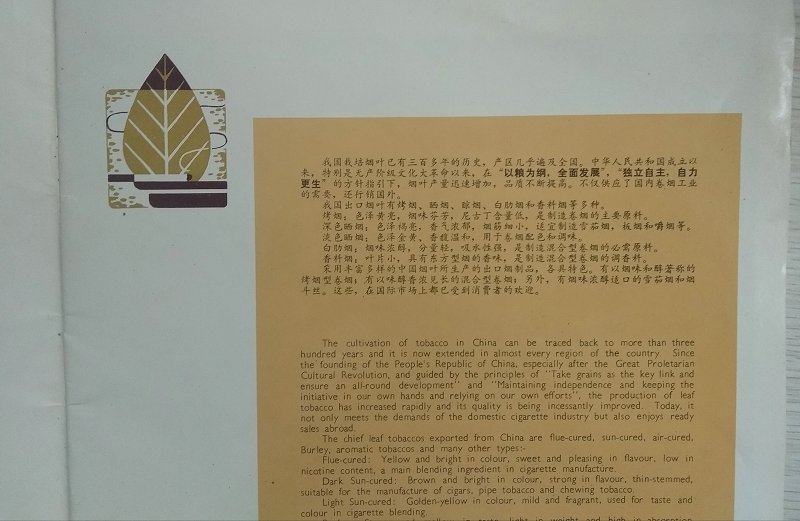 我国栽培烟叶已有三百多年的历史，产区几乎遍及全国。中华人民共和国成立以
来，特别是无产阶级文化大革命以来，在“以粮为纲，全面发展”，“独立自主，自力
更生”的方针指引下，烟叶产量迅速增加，品质不断提高。不仅供应了国内卷烟工业
的需要，还行销国外。
我国出口烟叶有烤烟、晒烟、晾烟、白肋烟和香料烟等多种。
烤烟：色泽黄亮，烟味芬芳，尼古丁含量低，是制造卷烟的主要原料。
深色晒烟：色泽褐亮，香气浓郁，烟筋细小，适宜制造雪茄烟，板烟和嚼烟等。
淡色晒烟：色泽金黄，香馥温和，用于卷烟配色和调味。
白肋烟：烟味浓醇，分量轻，吸水性强，是制造混合型卷烟的必需原料。
香料烟：叶片小，具有东方型烟的香味，是制造混合型卷烟的调香料。
采用丰富多样的中国烟叶所生产的出口烟制品，各具特色。有以烟味和醇著称的
烤烟型卷烟；有以味醇香浓见长的混合型卷烟；另外，有烟味浓醇适口的雪茄烟和烟
斗丝。这些，在国际市场上都已受到消费者的欢迎。
The cultivation of tobacco in China can be traced back to more than three
hundred years and it is now extended in almost every region of the country. Since
the founding of the People's Republic of China, especially after the Great Proletarian
Cultural Revolution, and guided by the principles of "Take grains as the key link and
ensure an all-round development" and "Maintaining independence and keeping the
initiative in our own hands and relying on our own efforts", the production of leaf
tobacco has increased rapidly and its quality is being incessantly improved. Today, it
not only meets the demands of the domestic cigarette industry but also enjoys ready
sales abroad.
The chief leaf tobaccos exported from China are flue-cured, sun-cured, air-cured,
Burley, aromatic tobaccos and many other types:-
Flue-cured: Yellow and bright in colour, sweet and pleasing in flavour, low in
nicotine content, a main blending ingredient in cigarette manufacture.
Dark Sun-cured: Brown and bright in colour, strong in flavour, thin-stemmed,
suitable for the manufacture of cigars, pipe tobacco and chewing tobacco.
Light Sun-cured: Golden-yellow in colour, mild and fragrant, used for taste and
colour in cigarette blending.
in taste, light in weight and high in absorption